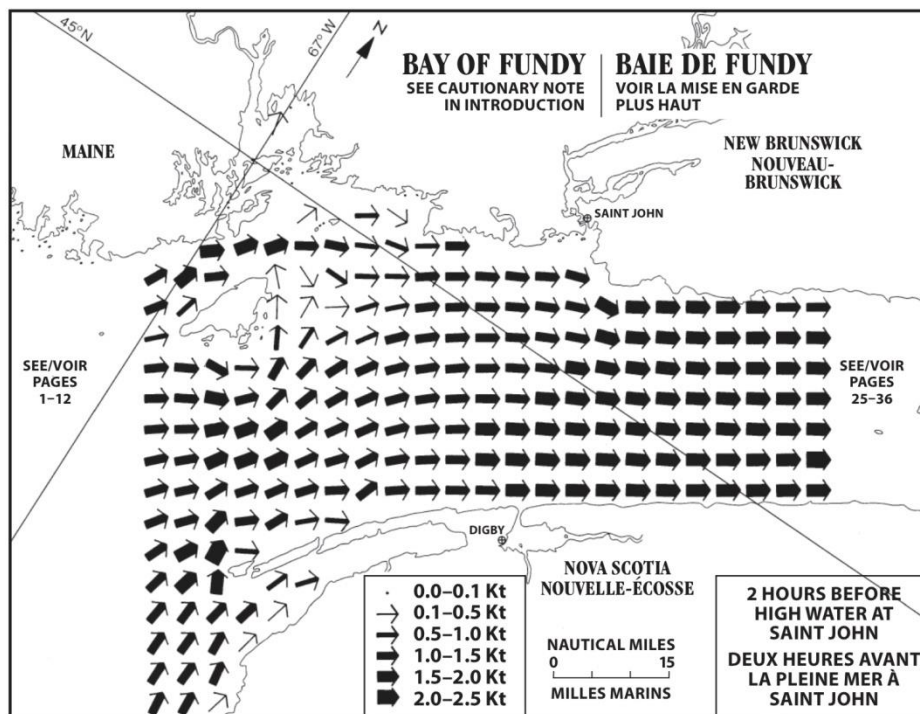 45°N
67° W
N
BAY OF FUNDY
SEE CAUTIONARY NOTE
IN INTRODUCTION
BAIE DE FUNDY
VOIR LA MISE EN GARDE
PLUS HAUT
MAINE
NEW BRUNSWICK
NOUVEAU-
BRUNSWICK
SAINT JOHN
SEE/VOIR
PAGES
1–12
SEE/VOIR
PAGES
25–36
DIGBY
NOVA SCOTIA
NOUVELLE-ÉCOSSE
0.0–0.1 Kt
0.1–0.5 Kt
0.5–1.0 Kt
1.0–1.5 Kt
1.5–2.0 Kt
2.0–2.5 Kt
NAUTICAL MILES
0 15
MILLES MARINS
2 HOURS BEFORE
HIGH WATER AT
SAINT JOHN
DEUX HEURES AVANT
LA PLEINE MER À
SAINT JOHN